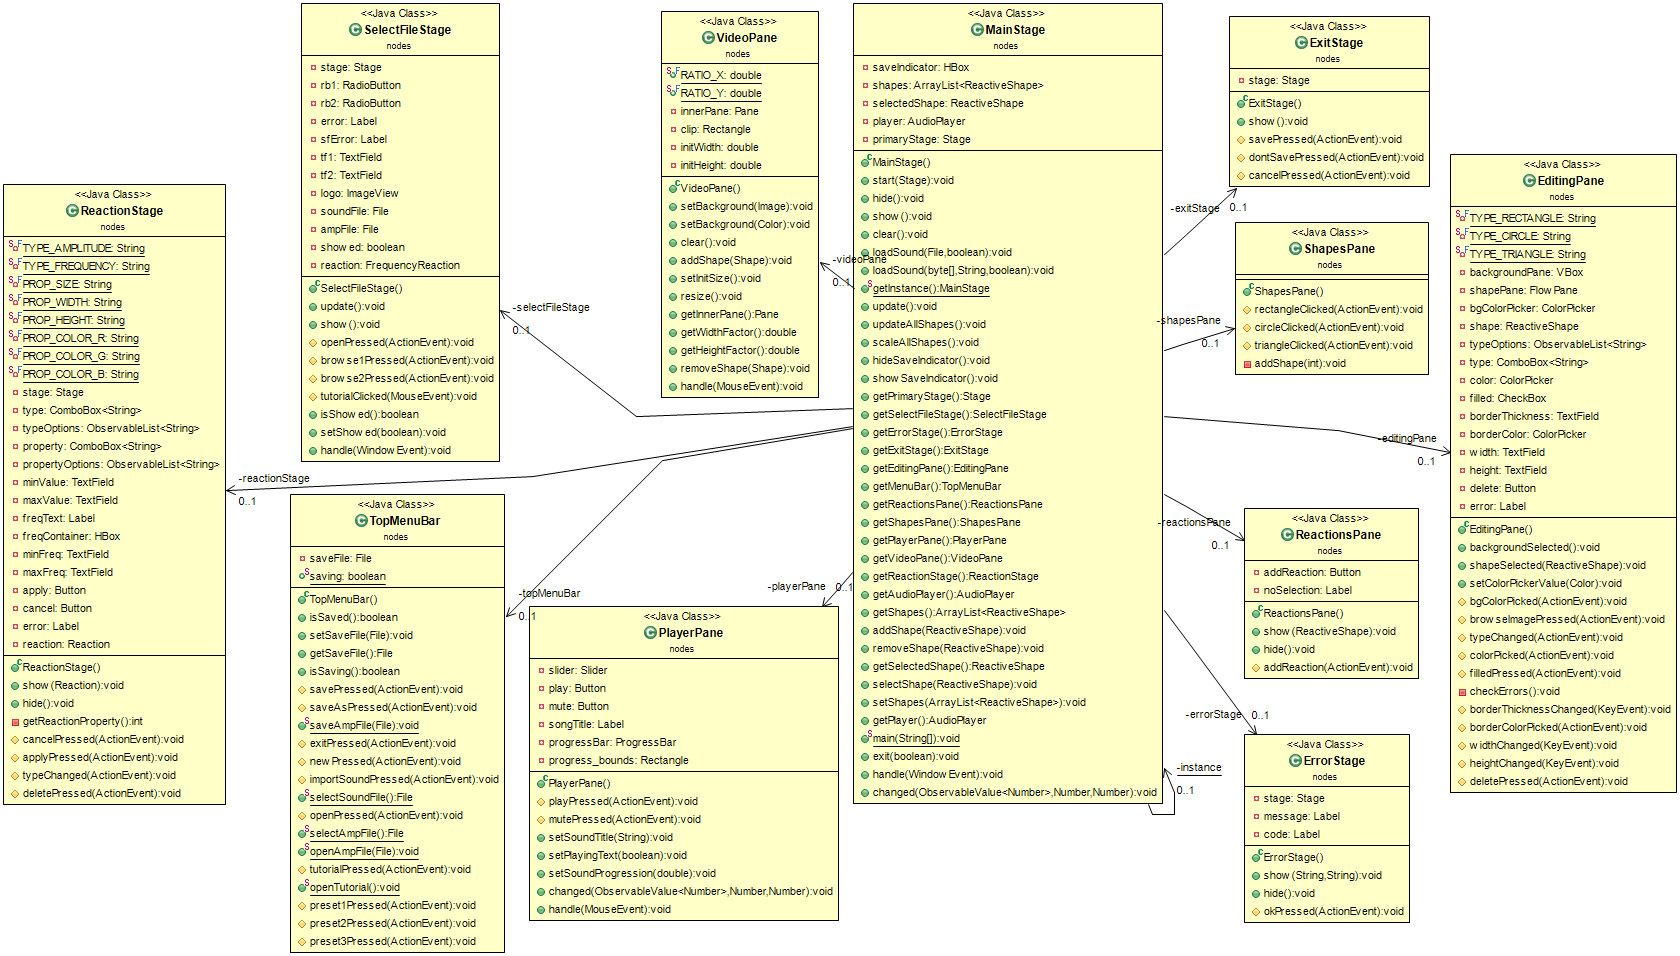 <<Java Class>>
SelectFileStage
nodes
stage: Stage
rb1: RadioButton
rb2: RadioButton
error: Label
sfError: Label
tf1: TextField
tf2: TextField
logo: ImageView
soundFile: File
ampFile: File
showed: boolean
reaction: FrequencyReaction
SelectFileStage()
update():void
show():void
openPressed(ActionEvent):void
browse1Pressed(ActionEvent):void
browse2Pressed(ActionEvent):void
tutorialClicked(MouseEvent):void
isShowed():boolean
setShowed(boolean):void
handle(WindowEvent):void
<<Java Class>>
VideoPane
nodes
RATIO_X: double
RATIO_Y: double
innerPane: Pane
clip: Rectangle
initWidth: double
initHeight: double
VideoPane()
setBackground(Image):void
setBackground(Color):void
clear():void
addShape(Shape):void
setInitSize():void
resize():void
getInnerPane():Pane
getWidthFactor():double
getHeightFactor():double
removeShape(Shape):void
handle(MouseEvent):void
<<Java Class>>
MainStage
nodes
saveIndicator: HBox
shapes: ArrayList<ReactiveShape>
selectedShape: ReactiveShape
player: AudioPlayer
primaryStage: Stage
MainStage()
start(Stage):void
hide():void
show():void
clear():void
loadSound(File,boolean):void
loadSound(byte[],String,boolean):void
getInstance():MainStage
update():void
updateAllShapes():void
scaleAllShapes():void
hideSaveIndicator():void
showSaveIndicator():void
getPrimaryStage():Stage
getSelectFileStage():SelectFileStage
getErrorStage():ErrorStage
getExitStage():ExitStage
getEditingPane():EditingPane
getMenuBar():TopMenuBar
getReactionsPane():ReactionsPane
getShapesPane():ShapesPane
getPlayerPane():PlayerPane
getVideoPane():VideoPane
getReactionStage():ReactionStage
getAudioPlayer():AudioPlayer
getShapes():ArrayList<ReactiveShape>
addShape(ReactiveShape):void
removeShape(ReactiveShape):void
getSelectedShape():ReactiveShape
selectShape(ReactiveShape):void
setShapes(ArrayList<ReactiveShape>):void
getPlayer():AudioPlayer
main(String[]):void
exit(boolean):void
handle(WindowEvent):void
changed(ObservableValue<Number>,Number,Number):void
<<Java Class>>
ExitStage
nodes
stage: Stage
ExitStage()
show():void
savePressed(ActionEvent):void
dontSavePressed(ActionEvent):void
cancelPressed(ActionEvent):void
<<Java Class>>
ShapesPane
nodes
ShapesPane()
rectangleClicked(ActionEvent):void
circleClicked(ActionEvent):void
triangleClicked(ActionEvent):void
addShape(int):void
<<Java Class>>
EditingPane
nodes
TYPE_RECTANGLE: String
TYPE_CIRCLE: String
TYPE_TRIANGLE: String
backgroundPane: VBox
shapePane: FlowPane
bgColorPicker: ColorPicker
shape: ReactiveShape
typeOptions: ObservableList<String>
type: ComboBox<String>
color: ColorPicker
filled: CheckBox
borderThickness: TextField
borderColor: ColorPicker
width: TextField
height: TextField
delete: Button
error: Label
EditingPane()
backgroundSelected():void
shapeSelected(ReactiveShape):void
setColorPickerValue(Color):void
bgColorPicked(ActionEvent):void
browseImagePressed(ActionEvent):void
typeChanged(ActionEvent):void
colorPicked(ActionEvent):void
filledPressed(ActionEvent):void
checkErrors():void
borderThicknessChanged(KeyEvent):void
borderColorPicked(ActionEvent):void
widthChanged(KeyEvent):void
heightChanged(KeyEvent):void
deletePressed(ActionEvent):void
<<Java Class>>
ReactionStage
nodes
TYPE_AMPLITUDE: String
TYPE_FREQUENCY: String
PROP_SIZE: String
PROP_WIDTH: String
PROP_HEIGHT: String
PROP_COLOR_R: String
PROP_COLOR_G: String
PROP_COLOR_B: String
stage: Stage
type: ComboBox<String>
typeOptions: ObservableList<String>
property: ComboBox<String>
propertyOptions: ObservableList<String>
minValue: TextField
maxValue: TextField
freqText: Label
freqContainer: HBox
minFreq: TextField
maxFreq: TextField
apply: Button
cancel: Button
error: Label
reaction: Reaction
ReactionStage()
show(Reaction):void
hide():void
getReactionProperty():int
cancelPressed(ActionEvent):void
applyPressed(ActionEvent):void
typeChanged(ActionEvent):void
deletePressed(ActionEvent):void
<<Java Class>>
TopMenuBar
nodes
saveFile: File
saving: boolean
TopMenuBar()
isSaved():boolean
setSaveFile(File):void
getSaveFile():File
isSaving():boolean
savePressed(ActionEvent):void
saveAsPressed(ActionEvent):void
saveAmpFile(File):void
exitPressed(ActionEvent):void
newPressed(ActionEvent):void
importSoundPressed(ActionEvent):void
selectSoundFile():File
openPressed(ActionEvent):void
selectAmpFile():File
openAmpFile(File):void
tutorialPressed(ActionEvent):void
openTutorial():void
preset1Pressed(ActionEvent):void
preset2Pressed(ActionEvent):void
preset3Pressed(ActionEvent):void
<<Java Class>>
PlayerPane
nodes
slider: Slider
play: Button
mute: Button
songTitle: Label
progressBar: ProgressBar
progress_bounds: Rectangle
PlayerPane()
playPressed(ActionEvent):void
mutePressed(ActionEvent):void
setSoundTitle(String):void
setPlayingText(boolean):void
setSoundProgression(double):void
changed(ObservableValue<Number>,Number,Number):void
handle(MouseEvent):void
<<Java Class>>
ReactionsPane
nodes
addReaction: Button
noSelection: Label
ReactionsPane()
show(ReactiveShape):void
hide():void
addReaction(ActionEvent):void
<<Java Class>>
ErrorStage
nodes
stage: Stage
message: Label
code: Label
ErrorStage()
show(String,String):void
hide():void
okPressed(ActionEvent):void
-selectFileStage
0..1
-videoPane
0..1
-exitStage
0..1
-shapesPane
0..1
-editingPane
0..1
-reactionStage
0..1
-topMenuBar
0..1
-playerPane
0..1
-reactionsPane
0..1
-errorStage
0..1
-instance
0..1